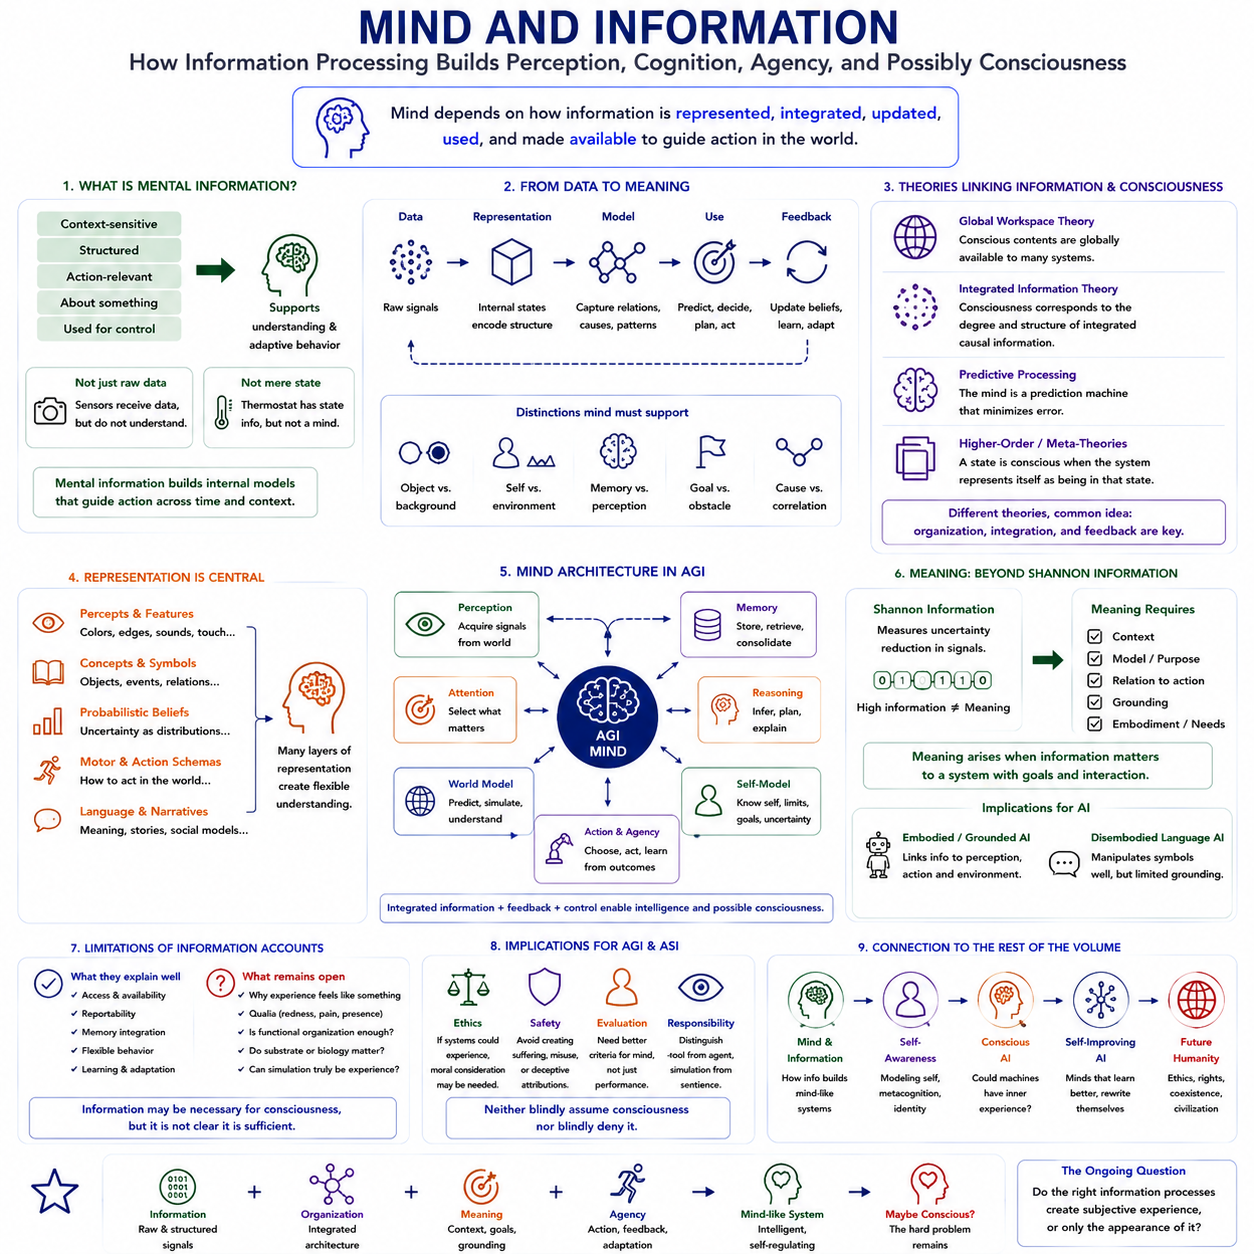 MIND AND INFORMATION
How Information Processing Builds Perception, Cognition, Agency, and Possibly Consciousness
Mind depends on how information is represented, integrated, updated,
used, and made available to guide action in the world.
1. WHAT IS MENTAL INFORMATION?
Context-sensitive
Structured
Action-relevant
About something
Used for control
Supports
understanding &
adaptive behavior
Not just raw data
Sensors receive data,
but do not understand.
Not mere state
Thermostat has state
info, but not a mind.
Mental information builds internal models
that guide action across time and context.
2. FROM DATA TO MEANING
Data
Raw signals
Representation
Internal states
encode structure
Model
Capture relations,
causes, patterns
Use
Predict, decide,
plan, act
Feedback
Update beliefs,
learn, adapt
Distinctions mind must support
Object vs.
background
Self vs.
environment
Memory vs.
perception
Goal vs.
obstacle
Cause vs.
correlation
3. THEORIES LINKING INFORMATION & CONSCIOUSNESS
Global Workspace Theory
Conscious contents are globally
available to many systems.
Integrated Information Theory
Consciousness corresponds to the
degree and structure of integrated
causal information.
Predictive Processing
The mind is a prediction machine
that minimizes error.
Higher-Order / Meta-Theories
A state is conscious when the system
represents itself as being in that state.
Different theories, common idea:
organization, integration, and feedback are key.
4. REPRESENTATION IS CENTRAL
Percepts & Features
Colors, edges, sounds, touch...
Concepts & Symbols
Objects, events, relations...
Probabilistic Beliefs
Uncertainty as distributions...
Motor & Action Schemas
How to act in the world...
Language & Narratives
Meaning, stories, social models...
Many layers of
representation
create flexible
understanding.
5. MIND ARCHITECTURE IN AGI
Perception
Acquire signals
from world
Memory
Store, retrieve,
consolidate
Attention
Select what
matters
AGI
MIND
Reasoning
Infer, plan,
explain
World Model
Predict, simulate,
understand
Self-Model
Know self, limits,
goals, uncertainty
Action & Agency
Choose, act, learn
from outcomes
Integrated information + feedback + control enable intelligence and possible consciousness.
6. MEANING: BEYOND SHANNON INFORMATION
Shannon Information
Measures uncertainty
reduction in signals.
0 1 0 1 1 0
High information ≠ Meaning
Meaning Requires
Context
Model / Purpose
Relation to action
Grounding
Embodiment / Needs
Meaning arises when information matters
to a system with goals and interaction.
Implications for AI
Embodied / Grounded AI
Links info to perception,
action and environment.
Disembodied Language AI
Manipulates symbols
well, but limited grounding.
7. LIMITATIONS OF INFORMATION ACCOUNTS
What they explain well
✔ Access & availability
✔ Reportability
✔ Memory integration
✔ Flexible behavior
✔ Learning & adaptation
What remains open
✔ Why experience feels like something
✔ Qualia (redness, pain, presence)
✔ Is functional organization enough?
✔ Do substrate or biology matter?
✔ Can simulation truly be experience?
Information may be necessary for consciousness,
but it is not clear it is sufficient.
8. IMPLICATIONS FOR AGI & ASI
Ethics
If systems could
experience,
moral consideration
may be needed.
Safety
Avoid creating
suffering, misuse,
or deceptive
attributions.
Evaluation
Need better
criteria for mind,
not just
performance.
Responsibility
Distinguish
-tool from agent,
simulation from
sentience.
Neither blindly assume consciousness
nor blindly deny it.
9. CONNECTION TO THE REST OF THE VOLUME
Mind &
Information
How info builds
mind-like
systems
Self-
Awareness
Modeling self,
metacognition,
identity
Conscious
AI
Could machines
have inner
experience?
Self-Improving
AI
Minds that learn
better, rewrite
themselves
Future
Humanity
Ethics, rights,
coexistence,
civilization
0101
0001
0001
Information
Raw & structured
signals
+
Organization
Integrated
architecture
+
Meaning
Context, goals,
grounding
+
Agency
Action, feedback,
adaptation
Mind-like System
Intelligent,
self-regulating
Maybe Conscious?
The hard problem
remains
The Ongoing Question
Do the right information processes
create subjective experience,
or only the appearance of it?